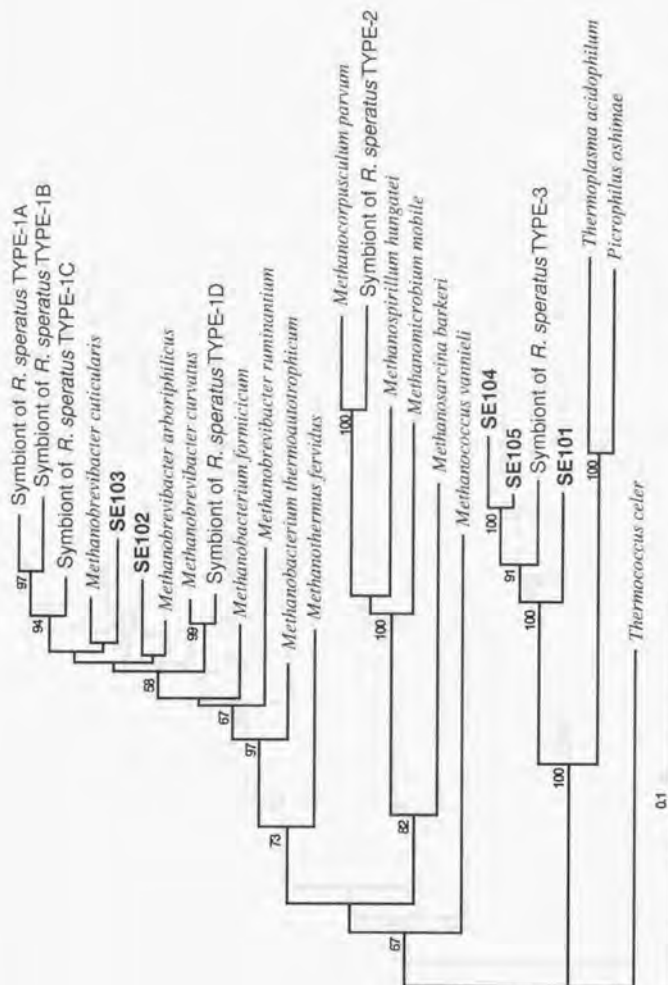 Symbiont of R. speratus TYPE-1A
97
Symbiont of R. speratus TYPE-1B
94
Symbiont of R. speratus TYPE-1C
Methanobrevibacter cuticularis
SE103
SE102
Methanobrevibacter arboriphilicus
58
Methanobrevibacter curvatus
99
Symbiont of R. speratus TYPE-1D
Methanobacterium formicicum
67
Methanobrevibacter ruminantium
97
Methanobacterium thermoautotrophicum
73
Methanothermus fervidus
Methanocorpusculum parvum
100
Symbiont of R. speratus TYPE-2
Methanospirillum hungatei
100
Methanomicrobium mobile
82
Methanosarcina barkeri
67
Methanococcus vannieli
SE104
100
SE105
91
Symbiont of R. speratus TYPE-3
100
SE101
100
Thermoplasma acidophilum
100
Picrophilus oshimae
Thermococcus celer
0.1